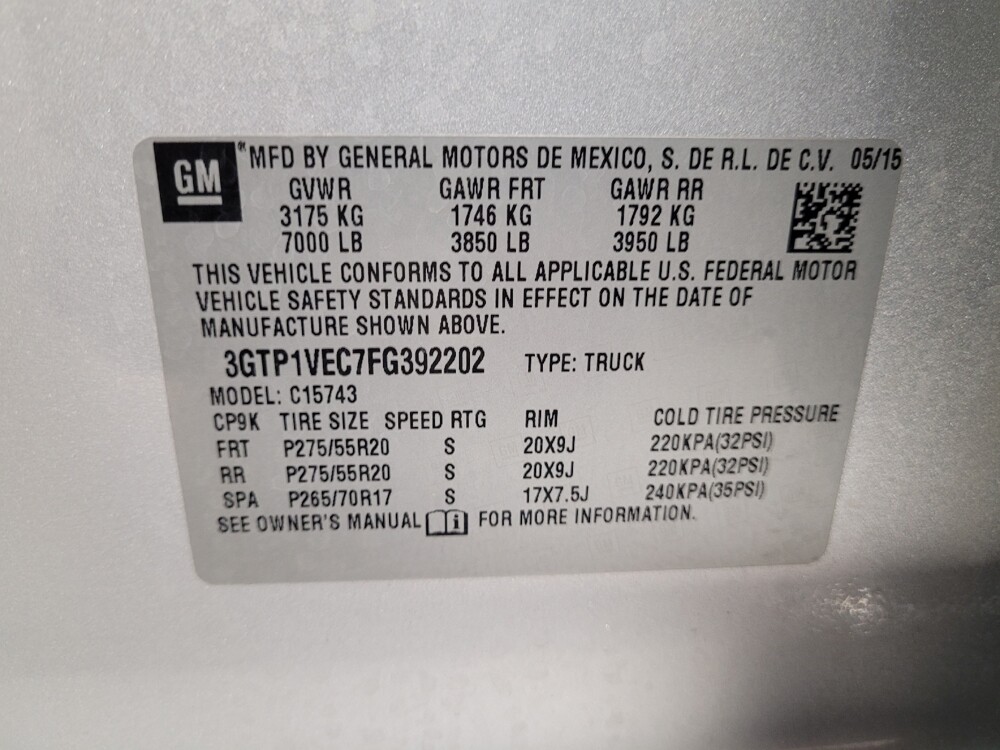 GM
MFD BY GENERAL MOTORS DE MEXICO, S. DE R.L. DE C.V. 05/15
GVWR GAWR FRT GAWR RR
3175 KG 1746 KG 1792 KG
7000 LB 3850 LB 3950 LB
THIS VEHICLE CONFORMS TO ALL APPLICABLE U.S. FEDERAL MOTOR
VEHICLE SAFETY STANDARDS IN EFFECT ON THE DATE OF
MANUFACTURE SHOWN ABOVE.
3GTP1VEC7FG392202 TYPE: TRUCK
MODEL: C15743
CP9K TIRE SIZE SPEED RTG RIM COLD TIRE PRESSURE
FRT P275/55R20 S 20X9J 220KPA(32PSI)
RR P275/55R20 S 20X9J 220KPA(32PSI)
SPA P265/70R17 S 17X7.5J 240KPA(35PSI)
SEE OWNER'S MANUAL i FOR MORE INFORMATION.